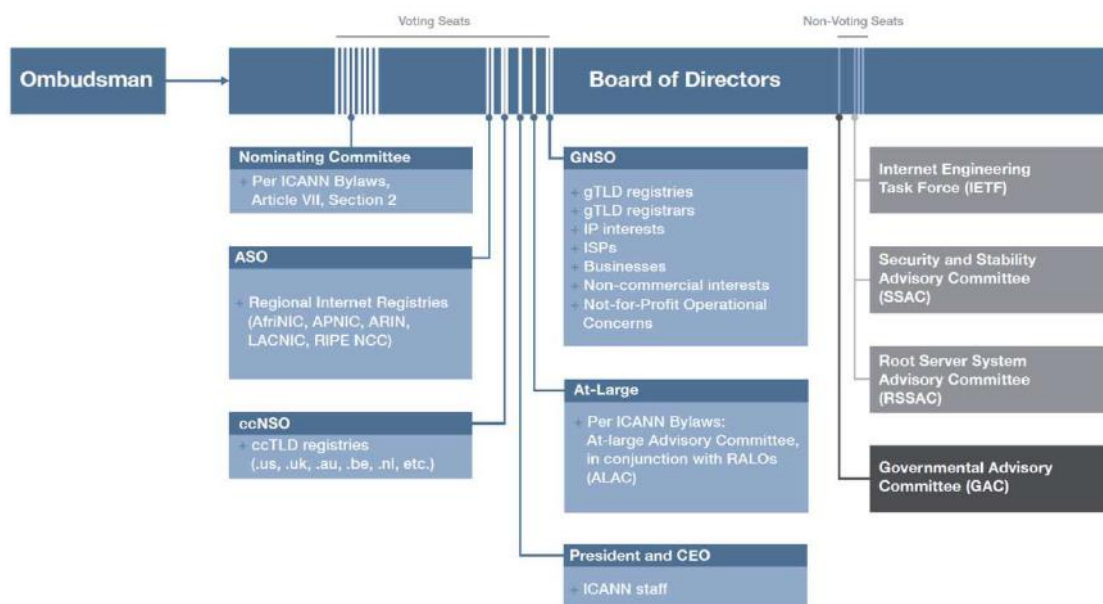 Voting Seats
Non-Voting Seats
Ombudsman
Board of Directors
Nominating Committee
+ Per ICANN Bylaws,
Article VII, Section 2
ASO
+ Regional Internet Registries
(AfriNIC, APNIC, ARIN,
LACNIC, RIPE NCC)
ccNSO
+ ccTLD registries
(.us, .uk, .au, .be, .nl, etc.)
GNSO
+ gTLD registries
+ gTLD registrars
+ IP interests
+ ISPs
+ Businesses
+ Non-commercial interests
+ Not-for-Profit Operational
Concerns
At-Large
+ Per ICANN Bylaws:
At-large Advisory Committee,
in conjunction with RALOs
(ALAC)
President and CEO
+ ICANN staff
Internet Engineering
Task Force (IETF)
Security and Stability
Advisory Committee
(SSAC)
Root Server System
Advisory Committee
(RSSAC)
Governmental Advisory
Committee (GAC)